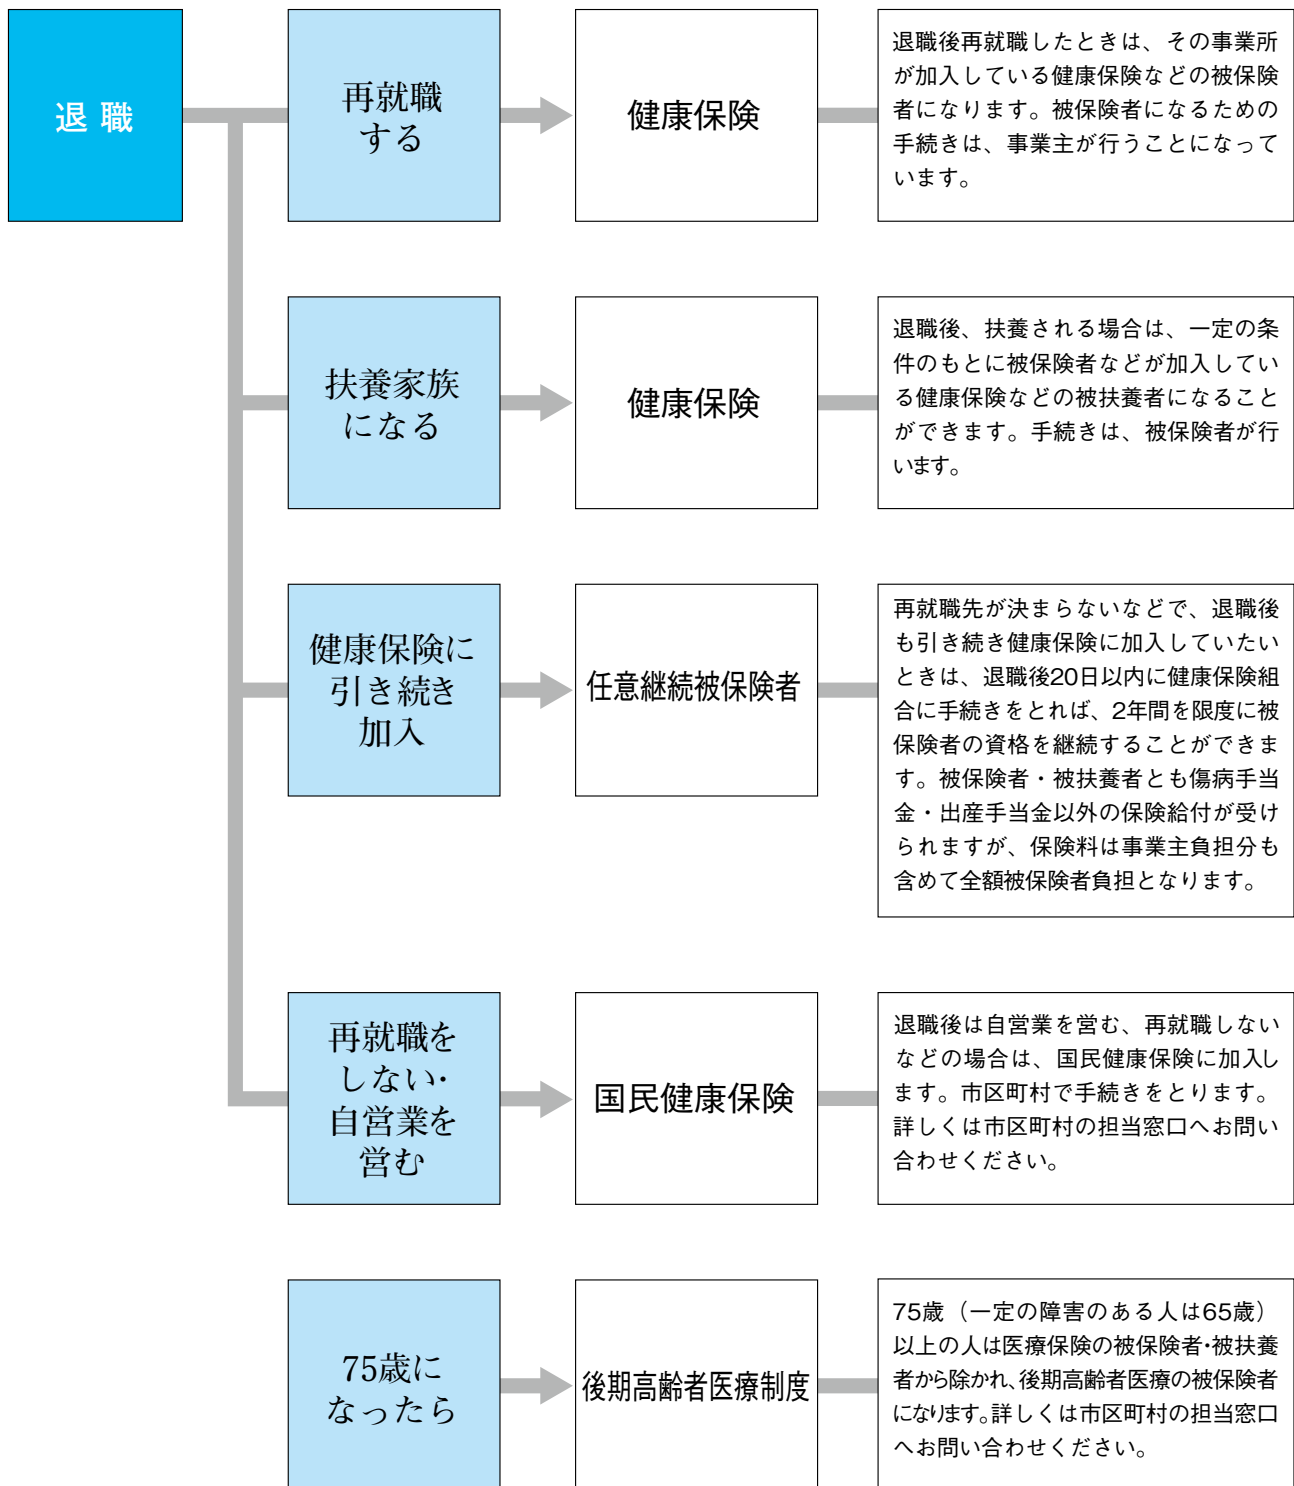 退職
再就職
する
健康保険
退職後再就職したときは、その事業所
が加入している健康保険などの被保険
者になります。被保険者になるための
手続きは、事業主が行うことになって
います。
扶養家族
になる
健康保険
退職後、扶養される場合は、一定の条
件のもとに被保険者などが加入してい
る健康保険などの被扶養者になること
ができます。手続きは、被保険者が行
います。
健康保険に
引き続き
加入
任意継続被保険者
再就職先が決まらないなどで、退職後
も引き続き健康保険に加入していたい
ときは、退職後20日以内に健康保険組
合に手続きをとれば、2年間を限度に被
保険者の資格を継続することができま
す。被保険者・被扶養者とも傷病手当
金・出産手当金以外の保険給付が受け
られますが、保険料は事業主負担分も
含めて全額被保険者負担となります。
再就職を
しない・
自営業を
営む
国民健康保険
退職後は自営業を営む、再就職しない
などの場合は、国民健康保険に加入し
ます。市区町村で手続きをとります。
詳しくは市区町村の担当窓口へお問い
合わせください。
75歳に
なったら
後期高齢者医療制度
75歳（一定の障害のある人は65歳）
以上の人は医療保険の被保険者・被扶養
者から除かれ、後期高齢者医療の被保険者
になります。詳しくは市区町村の担当窓口
へお問い合わせください。